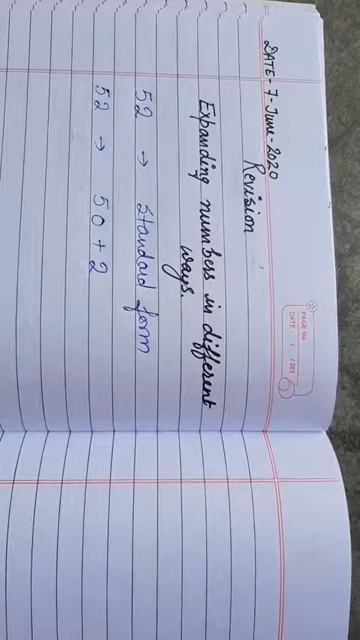 DATE - 7 - June - 2020
PAGE No
DATE: / /201
Revision
Expanding numbers in different
ways.
52 → Standard form
52 → 50 + 2